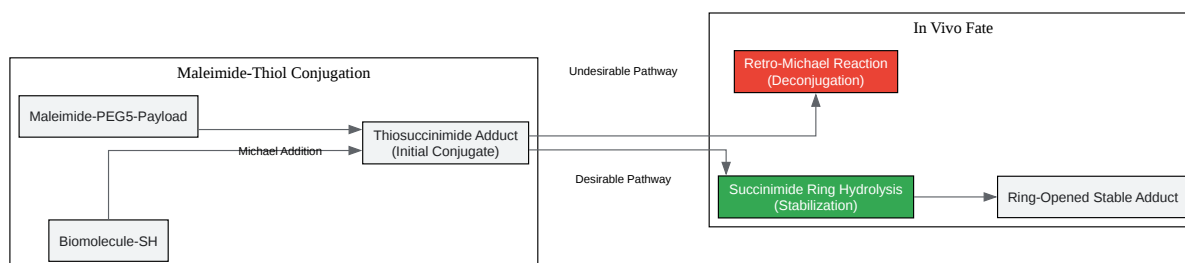 Maleimide-Thiol Conjugation
Maleimide-PEG5-Payload
Michael Addition
Biomolecule-SH
Thiosuccinimide Adduct
(Initial Conjugate)
Undesirable Pathway
Desirable Pathway
In Vivo Fate
Retro-Michael Reaction
(Deconjugation)
Succinimide Ring Hydrolysis
(Stabilization)
Ring-Opened Stable Adduct